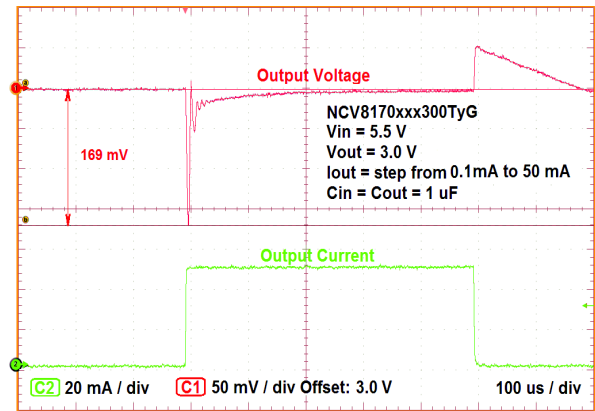 Output Voltage
NCV8170xxx300TyG
Vin = 5.5 V
Vout = 3.0 V
Iout = step from 0.1mA to 50 mA
Cin = Cout = 1 uF
169 mV
a
1
b
Output Current
2
C2 20 mA / div C1 50 mV / div Offset: 3.0 V 100 us / div